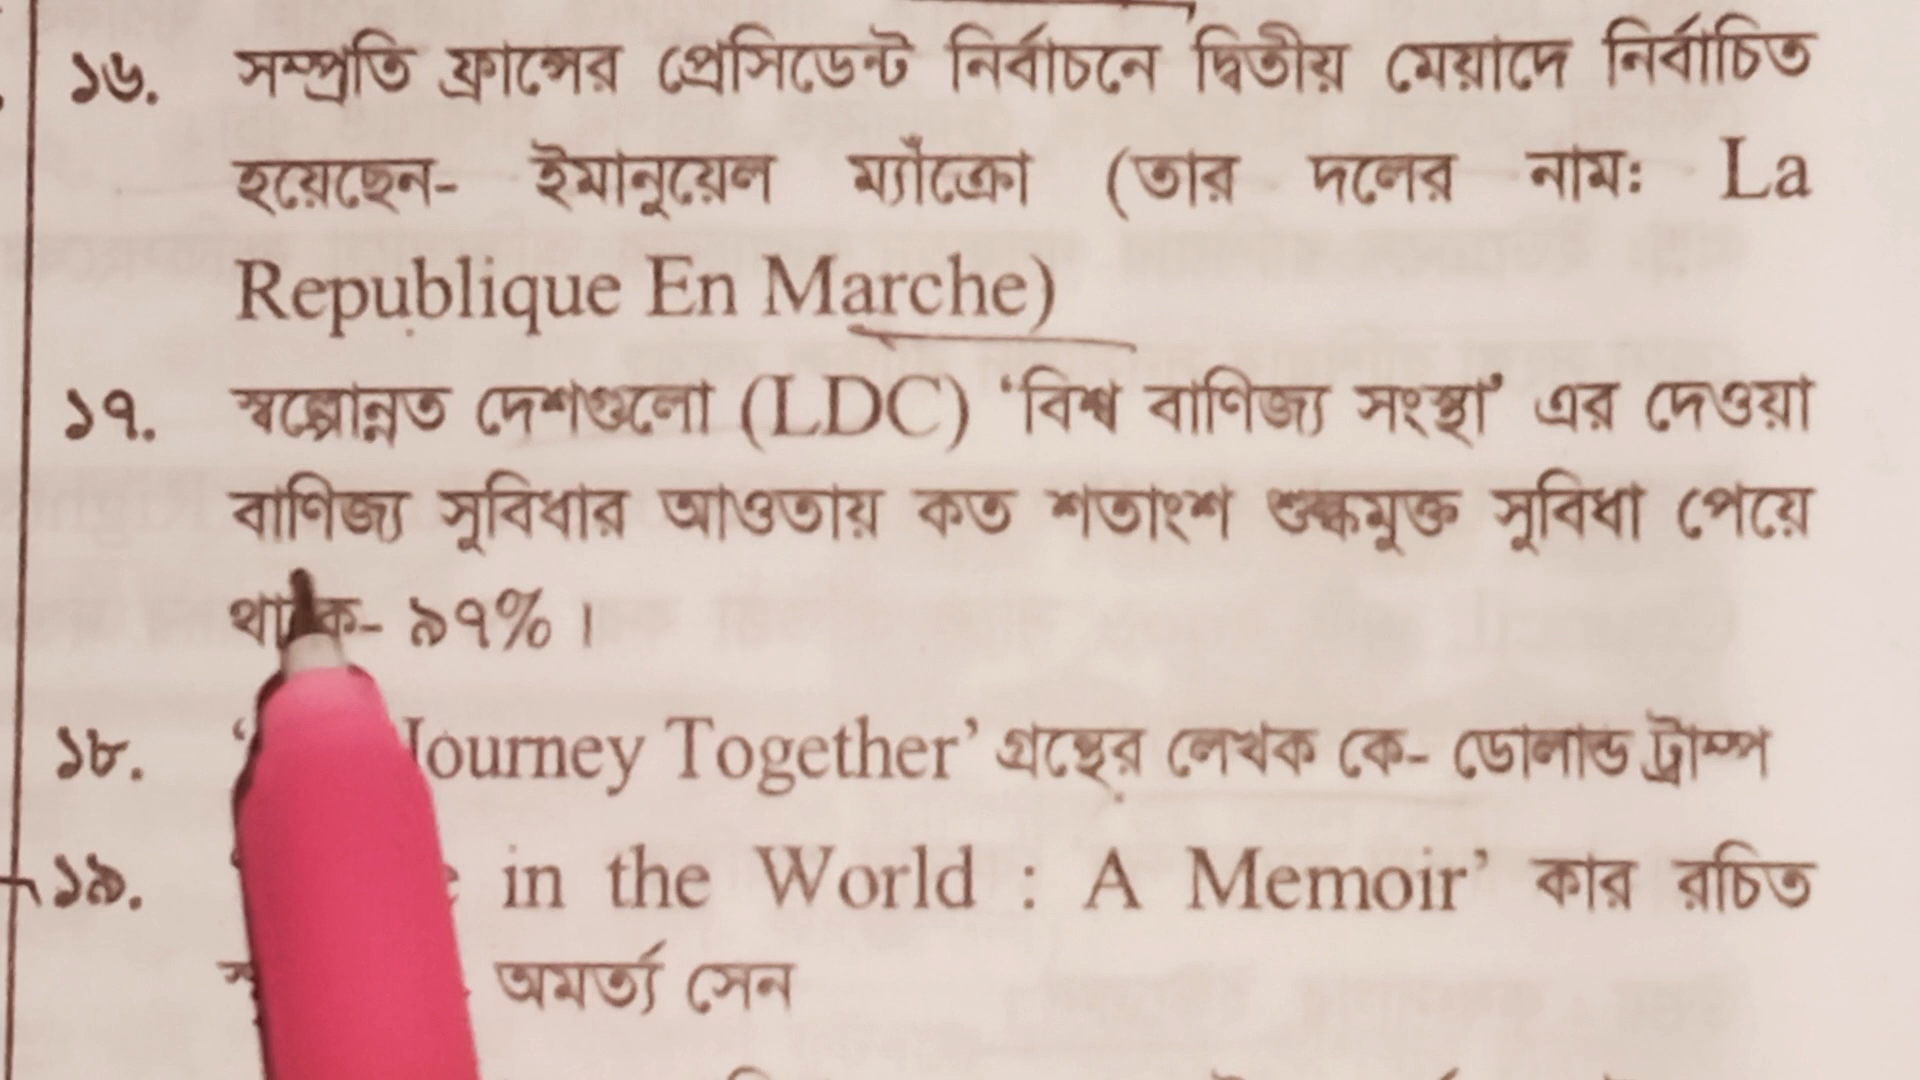 ১৬. সম্প্রতি ফ্রান্সের প্রেসিডেন্ট নির্বাচনে দ্বিতীয় মেয়াদে নির্বাচিত
হয়েছেন- ইমানুয়েল ম্যাঁক্রো (তার দলের নাম: La
Republique En Marche)
১৭. স্বল্পোন্নত দেশগুলো (LDC) ‘বিশ্ব বাণিজ্য সংস্থা’ এর দেওয়া
বাণিজ্য সুবিধার আওতায় কত শতাংশ শুল্কমুক্ত সুবিধা পেয়ে
থাকে- ৯৭%।
১৮. Journey Together’ গ্রন্থের লেখক কে- ডোনাল্ড ট্রাম্প
১৯. in the World : A Memoir’ কার রচিত
অমর্ত্য সেন